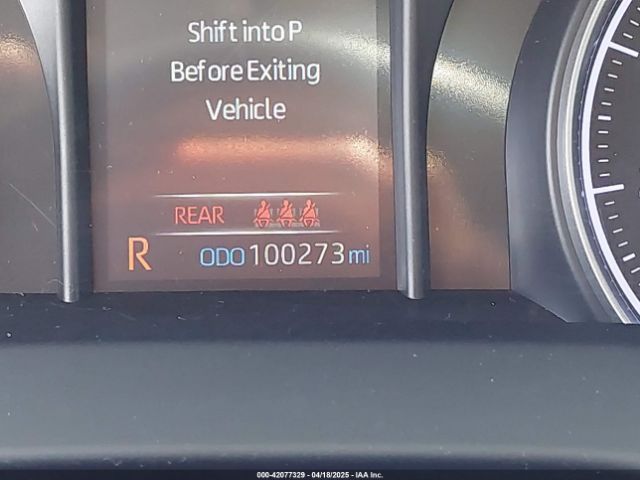 Shift into P
Before Exiting
Vehicle
REAR
R ODO 100273 mi
000-42077329 - 04/18/2025 - IAA Inc.